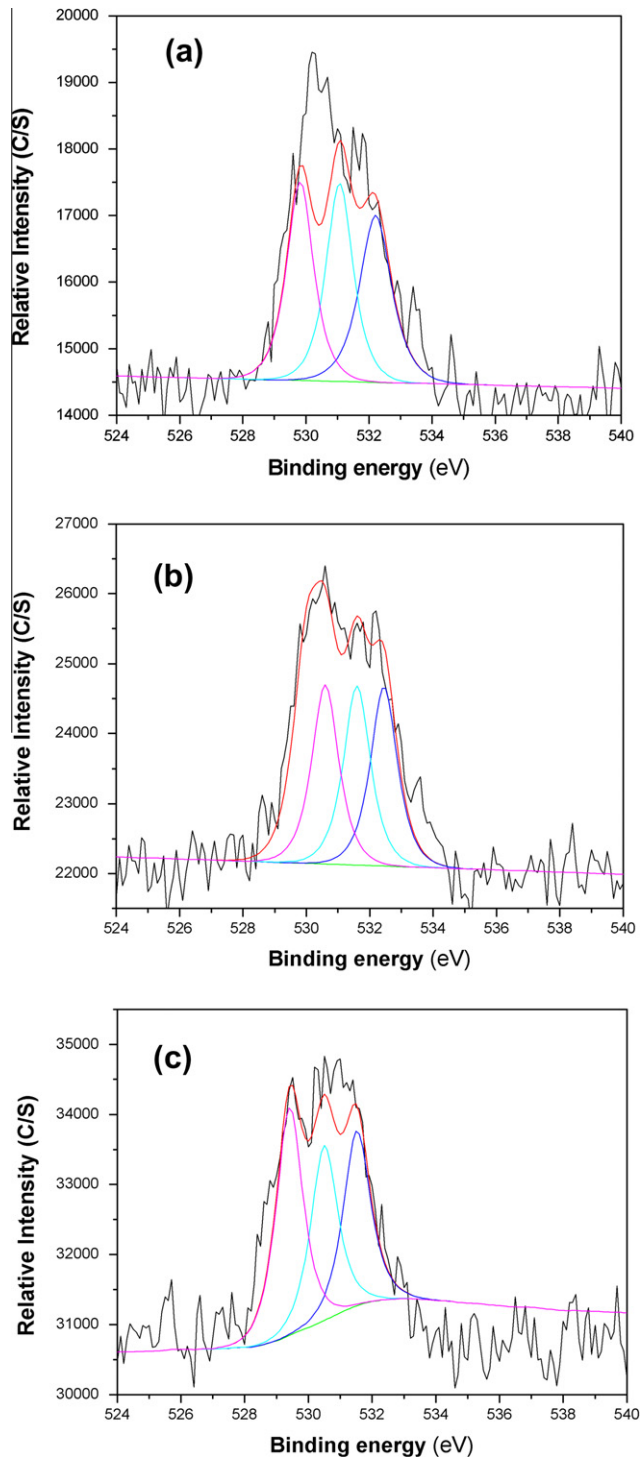 (a)
20000
19000
18000
17000
16000
15000
14000
Relative Intensity (C/S)
524 526 528 530 532 534 536 538 540
Binding energy (eV)
(b)
27000
26000
25000
24000
23000
22000
Relative Intensity (C/S)
524 526 528 530 532 534 536 538 540
Binding energy (eV)
(c)
35000
34000
33000
32000
31000
30000
Relative Intensity (C/S)
524 526 528 530 532 534 536 538 540
Binding energy (eV)